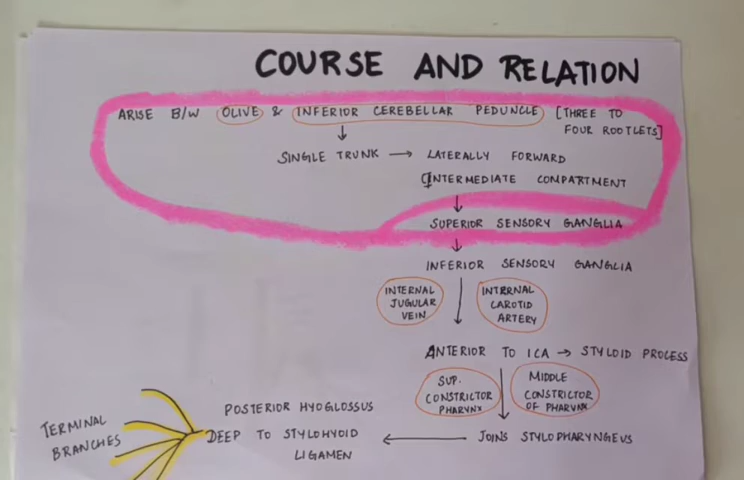 COURSE AND RELATION
ARISE B/W OLIVE & INFERIOR CEREBELLAR PEDUNCLE [THREE TO
FOUR ROOTLETS]
SINGLE TRUNK → LATERALLY FORWARD
INTERMEDIATE COMPARTMENT
SUPERIOR SENSORY GANGLIA
INFERIOR SENSORY GANGLIA
INTERNAL
JUGULAR
VEIN
INTERNAL
CAROTID
ARTERY
ANTERIOR TO ICA → STYLOID PROCESS
SUP.
CONSTRICTOR
PHARYNX
MIDDLE
CONSTRICTOR
OF PHARYNX
JOINS STYLOPHARYNGEUS
POSTERIOR HYOGLOSSUS
DEEP TO STYLOHYOID
LIGAMEN
TERMINAL
BRANCHES